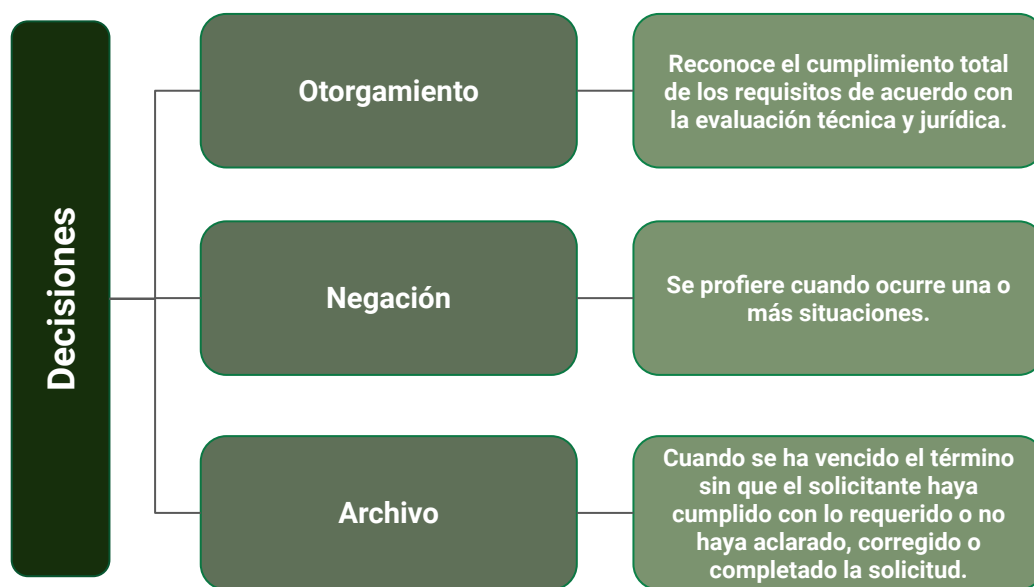 Decisiones
Otorgamiento
Reconoce el cumplimiento total
de los requisitos de acuerdo con
la evaluación técnica y jurídica.
Negación
Se profiere cuando ocurre una o
más situaciones.
Archivo
Cuando se ha vencido el término
sin que el solicitante haya
cumplido con lo requerido o no
haya aclarado, corregido o
completado la solicitud.